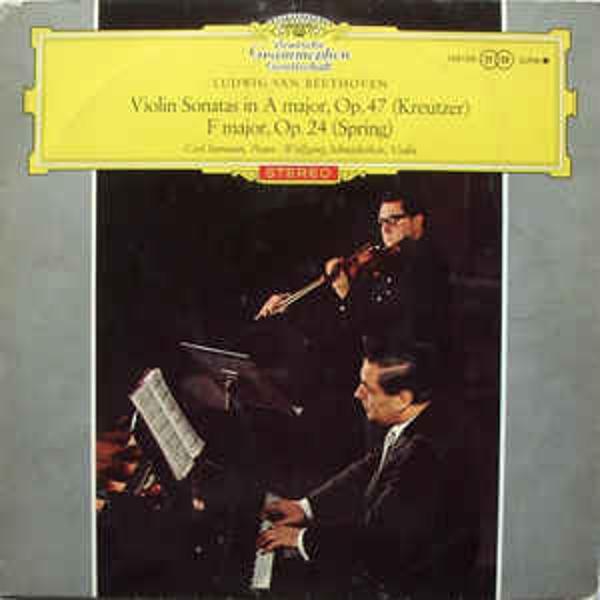 Deutsche
Grammophon
Gesellschaft
LUDWIG VAN BEETHOVEN
Violin Sonatas in A major, Op. 47 (Kreutzer)
F major, Op. 24 (Spring)
Carl Seemann, Piano · Wolfgang Schneiderhan, Violin
STEREO